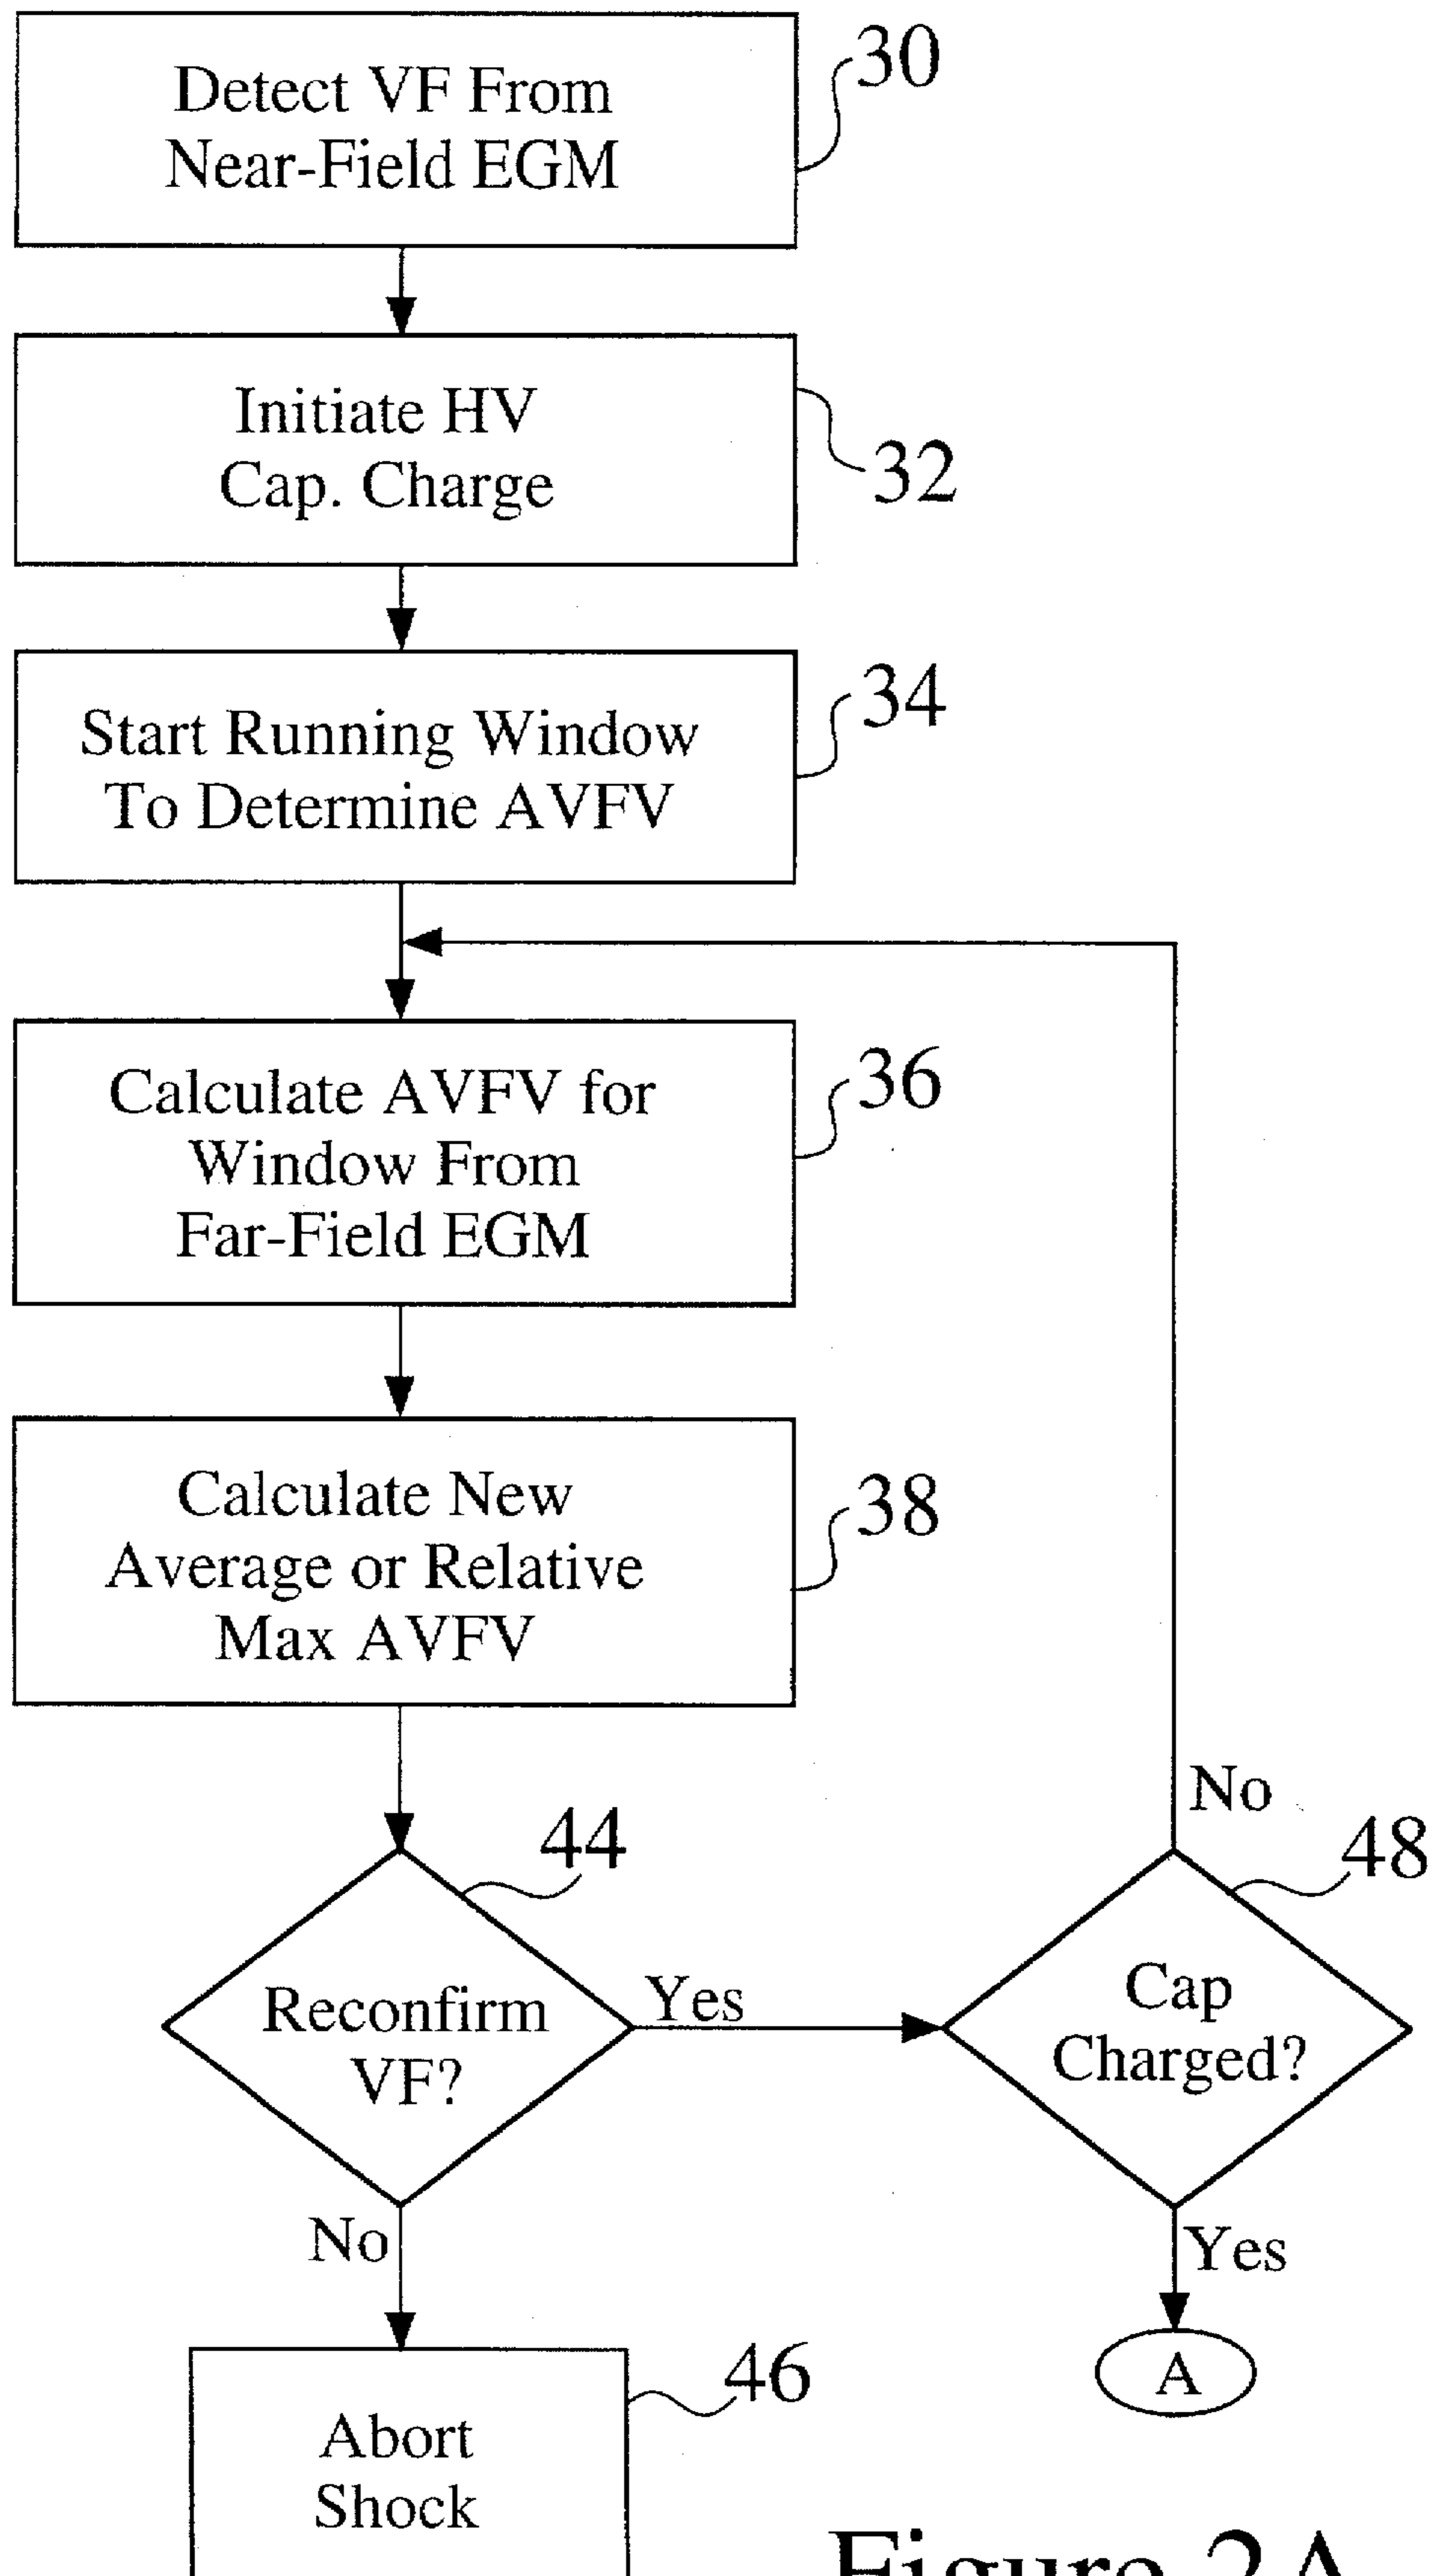 Detect VF From
Near-Field EGM
30
Initiate HV
Cap. Charge
32
Start Running Window
To Determine AVFV
34
Calculate AVFV for
Window From
Far-Field EGM
36
Calculate New
Average or Relative
Max AVFV
38
No
44
48
Reconfirm
VF?
Yes
Cap
Charged?
No
Yes
A
46
Abort
Shock
Figure 2A